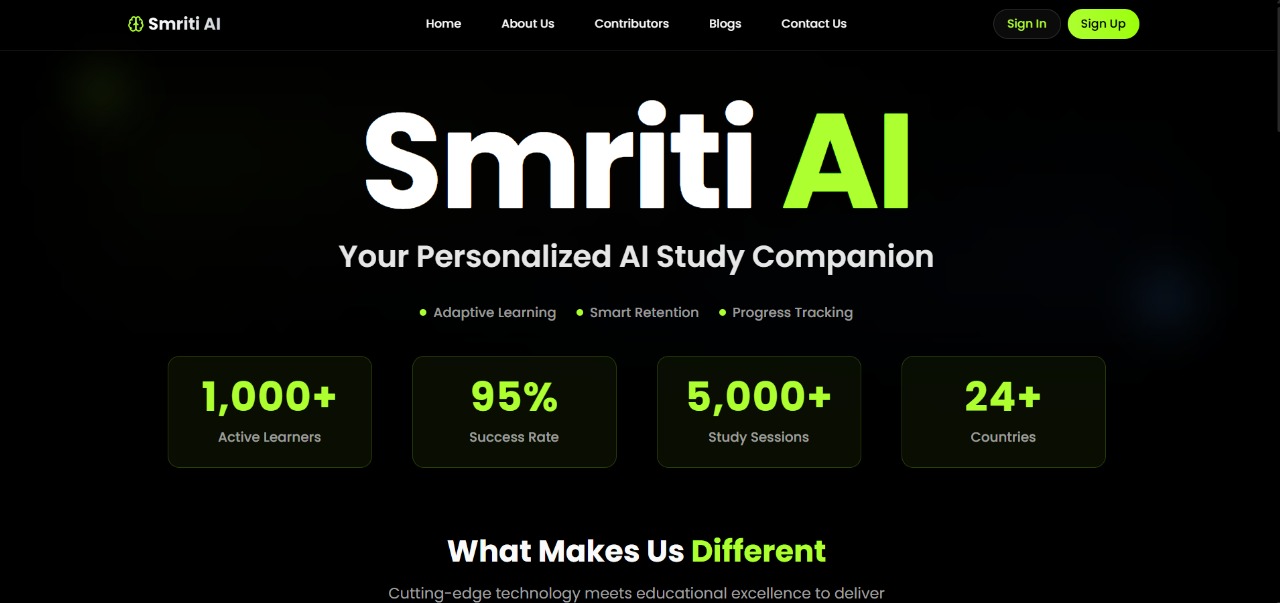 Smriti AI
Home About Us Contributors Blogs Contact Us
Sign In Sign Up
Smriti AI
Your Personalized AI Study Companion
Adaptive Learning Smart Retention Progress Tracking
1,000+ 95% 5,000+ 24+
Active Learners Success Rate Study Sessions Countries
What Makes Us Different
Cutting-edge technology meets educational excellence to deliver